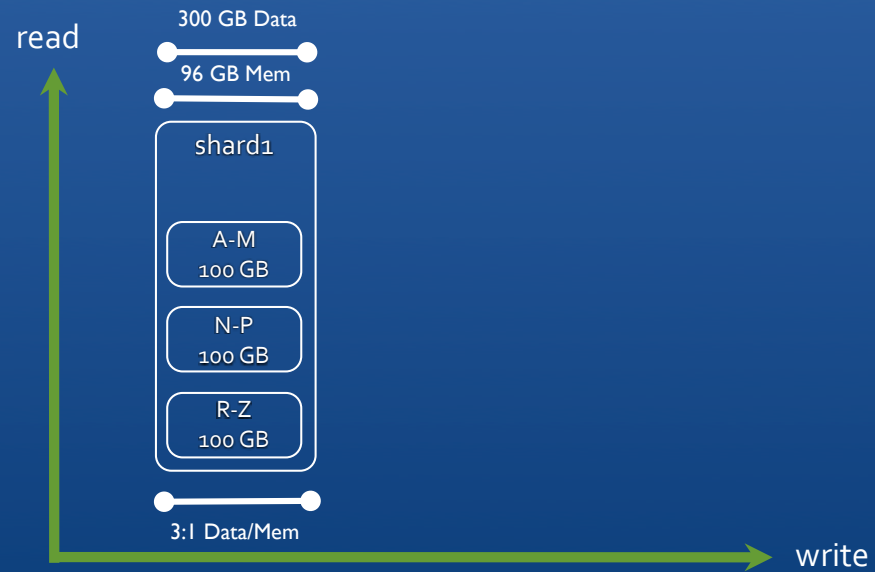 300 GB Data
read
96 GB Mem
shard1
A-M
100 GB
N-P
100 GB
R-Z
100 GB
3:1 Data/Mem
write